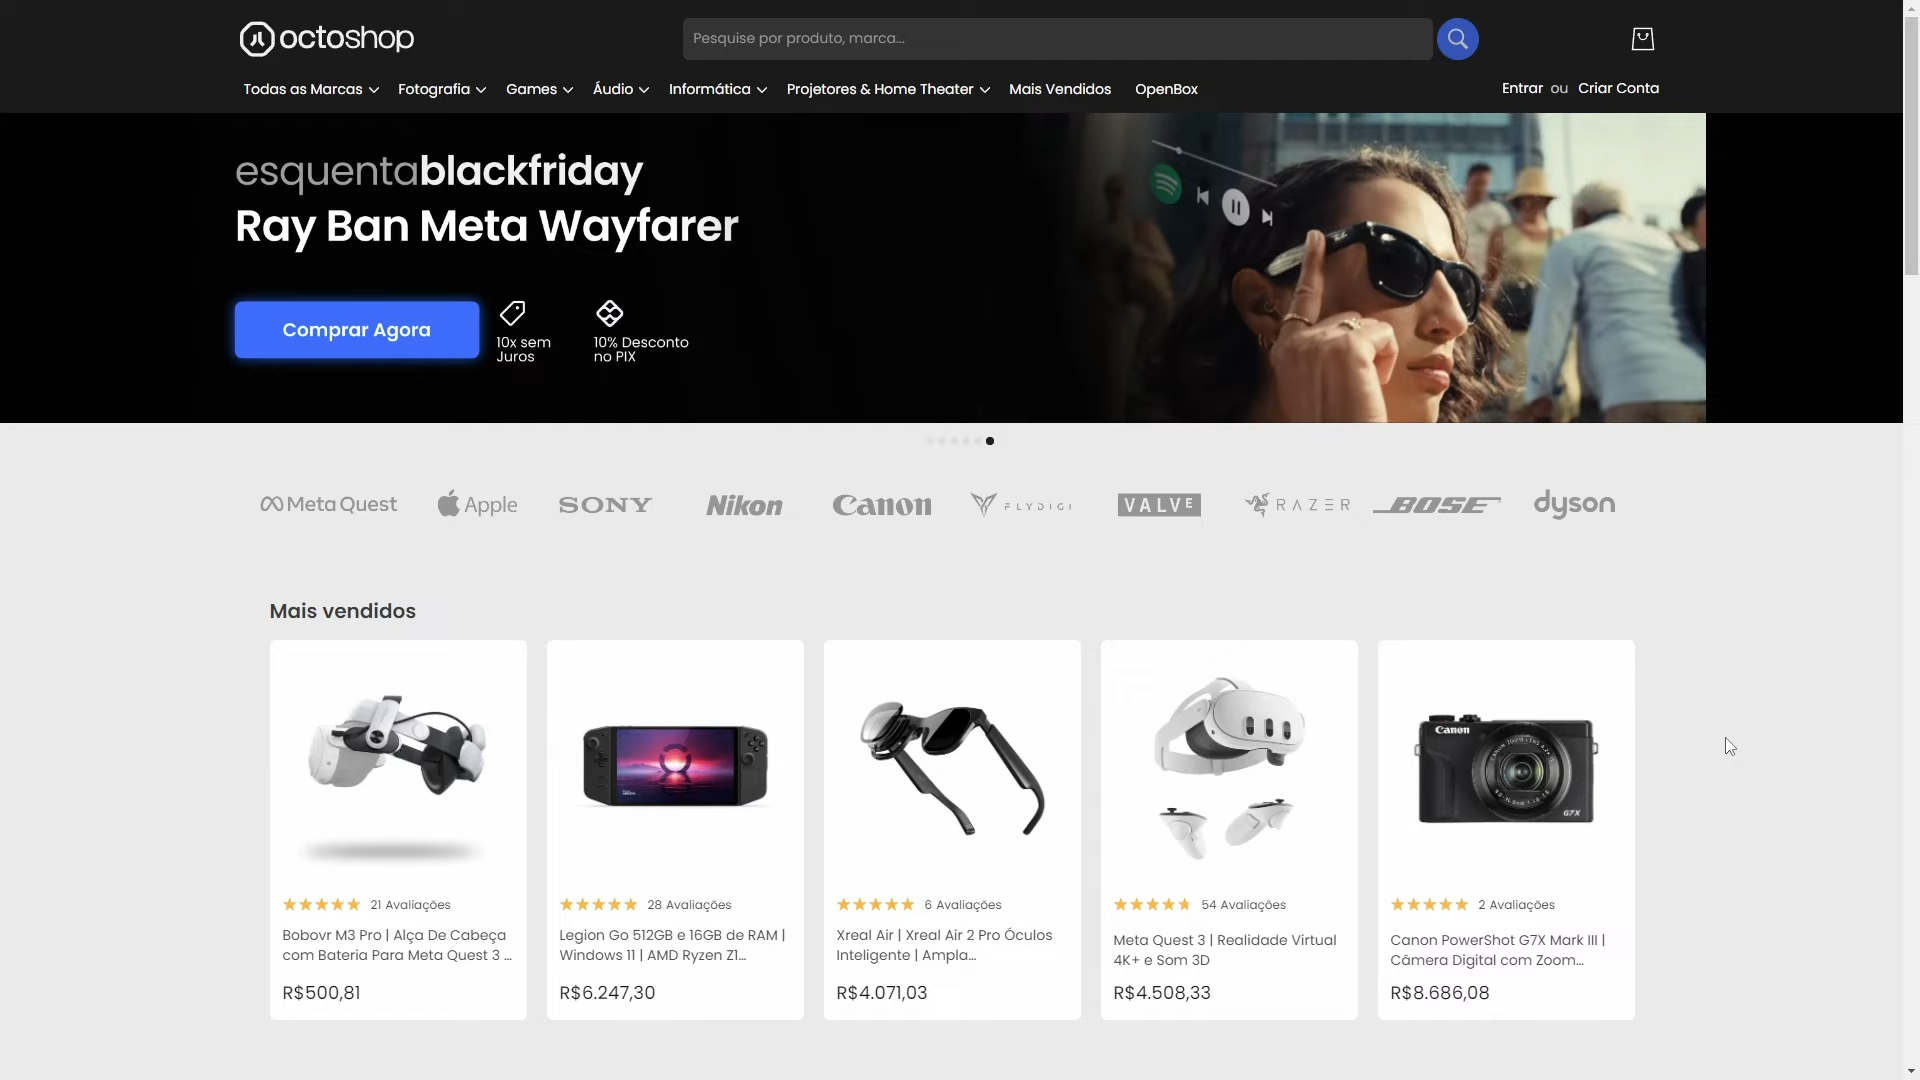 octoshop
Pesquise por produto, marca...
Todas as Marcas
Fotografia
Games
Áudio
Informática
Projetores & Home Theater
Mais Vendidos
OpenBox
Entrar ou Criar Conta
esquentablackfriday
Ray Ban Meta Wayfarer
Comprar Agora
10x sem
Juros
10% Desconto
no PIX
Meta Quest
Apple
SONY
Nikon
Canon
FLYDIGI
VALVE
RAZER
BOSE
dyson
Mais vendidos
21 Avaliações
Bobovr M3 Pro | Alça De Cabeça
com Bateria Para Meta Quest 3 ...
R$500,81
28 Avaliações
Legion Go 512GB e 16GB de RAM |
Windows 11 | AMD Ryzen Z1...
R$6.247,30
6 Avaliações
Xreal Air | Xreal Air 2 Pro Óculos
Inteligente | Ampla...
R$4.071,03
54 Avaliações
Meta Quest 3 | Realidade Virtual
4K+ e Som 3D
R$4.508,33
Canon
G7X
2 Avaliações
Canon PowerShot G7X Mark III |
Câmera Digital com Zoom...
R$8.686,08